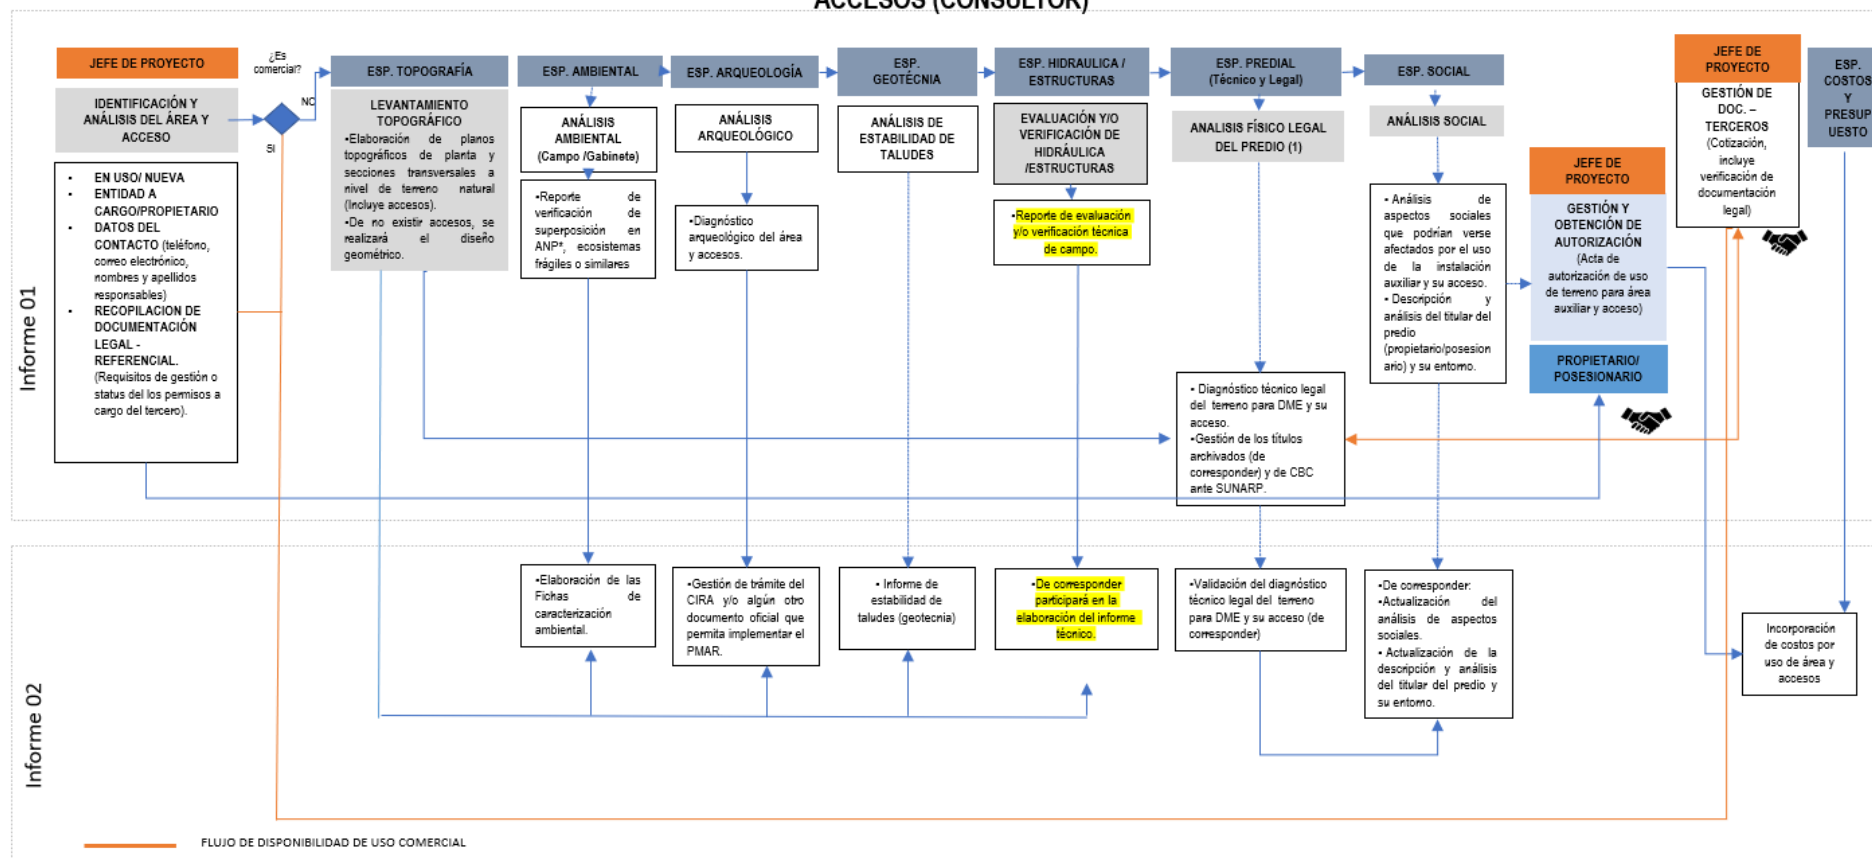 ACCESOS (CONSULTOR)
Informe 01
JEFE DE PROYECTO
IDENTIFICACIÓN Y
ANÁLISIS DEL ÁREA Y
ACCESO
• EN USO/ NUEVA
• ENTIDAD A
CARGO/PROPIETARIO
• DATOS DEL
CONTACTO (teléfono,
correo electrónico,
nombres y apellidos
responsables)
• RECOPILACION DE
DOCUMENTACIÓN
LEGAL -
REFERENCIAL.
(Requisitos de gestión o
status del los permisos a
cargo del tercero).
¿Es
comercial?
NO
SI
ESP. TOPOGRAFÍA
LEVANTAMIENTO
TOPOGRÁFICO
•Elaboración de planos
topográficos de planta y
secciones transversales a
nivel de terreno natural
(Incluye accesos).
•De no existir accesos, se
realizará el diseño
geométrico.
ESP. AMBIENTAL
ANÁLISIS
AMBIENTAL
(Campo /Gabinete)
•Reporte de
verificación de
superposición en
ANP*, ecosistemas
frágiles o similares
ESP. ARQUEOLOGÍA
ANÁLISIS
ARQUEOLÓGICO
•Diagnóstico
arqueológico del área
y accesos.
ESP.
GEOTÉCNIA
ANÁLISIS DE
ESTABILIDAD DE
TALUDES
ESP. HIDRAULICA /
ESTRUCTURAS
EVALUACIÓN Y/O
VERIFICACIÓN DE
HIDRÁULICA
/ESTRUCTURAS
•Reporte de evaluación
y/o verificación técnica
de campo.
ESP. PREDIAL
(Técnico y Legal)
ANALISIS FÍSICO LEGAL
DEL PREDIO (1)
• Diagnóstico técnico legal
del terreno para DME y su
acceso.
•Gestión de los títulos
archivados (de
corresponder) y de CBC
ante SUNARP.
ESP. SOCIAL
ANÁLISIS SOCIAL
• Análisis de
aspectos sociales
que podrían verse
afectados por el uso
de la instalación
auxiliar y su acceso.
• Descripción y
análisis del titular del
predio
(propietario/posesion
ario) y su entorno.
JEFE DE
PROYECTO
GESTIÓN Y
OBTENCIÓN DE
AUTORIZACIÓN
(Acta de
autorización de uso
de terreno para área
auxiliar y acceso)
PROPIETARIO/
POSESIONARIO
JEFE DE
PROYECTO
GESTIÓN DE
DOC. –
TERCEROS
(Cotización,
incluye
verificación de
documentación
legal)
ESP.
COSTOS
Y
PRESUP
UESTO
Informe 02
•Elaboración de las
Fichas de
caracterización
ambiental.
•Gestión de trámite del
CIRA y/o algún otro
documento oficial que
permita implementar el
PMAR.
• Informe de
estabilidad de
taludes (geotecnia)
•De corresponder
participará en la
elaboración del informe
técnico.
•Validación del diagnóstico
técnico legal del terreno
para DME y su acceso (de
corresponder)
•De corresponder:
•Actualización del
análisis de aspectos
sociales.
• Actualización de la
descripción y análisis
del titular del predio y
su entorno.
Incorporación
de costos por
uso de área y
accesos
FLUJO DE DISPONIBILIDAD DE USO COMERCIAL